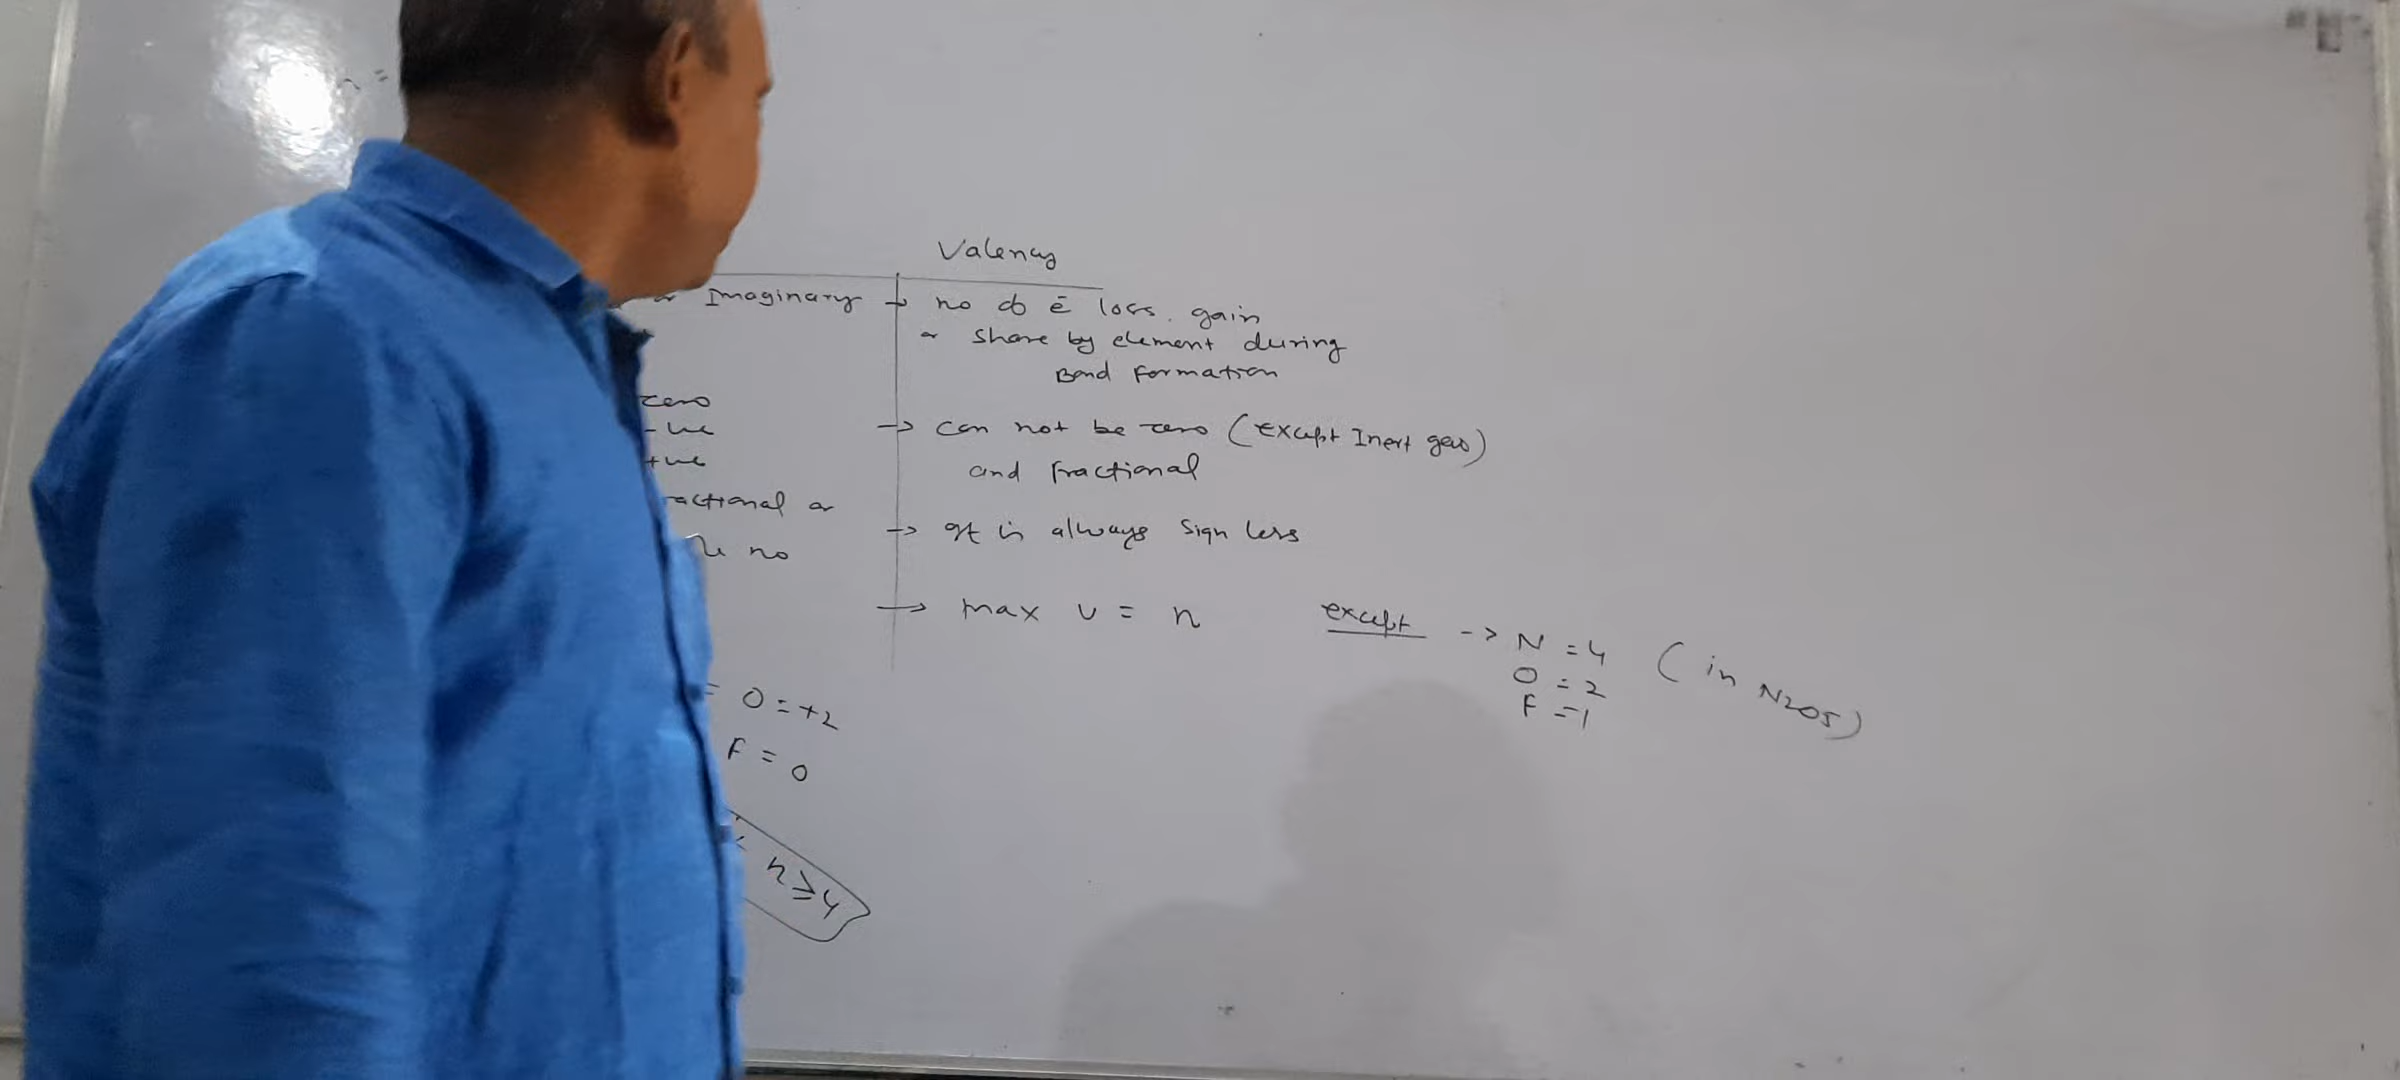 n =
Valency
or Imaginary
→ no of ē loss. gain
or share by element during
Bond Formation
zero
-ve
+ve
→ can not be zero (except Inert gas)
and fractional
ractional or
→ It is always sign less
no
→ max v = n
except -> N = 4 (in N2O5)
O = 2
F = 1
= O = +2
F = 0
n ≥ 4